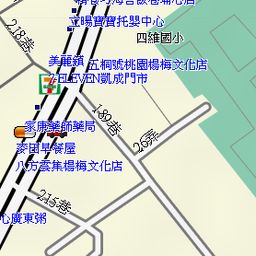 立暘寶寶托嬰中心
四維國小
218巷
美麗鎮
五桐號桃園楊梅文化店
7-ELEVEN凱成門市
189巷
26弄
家康藥師藥局
麥田早餐屋
八方雲集楊梅文化店
215巷
心廣東粥